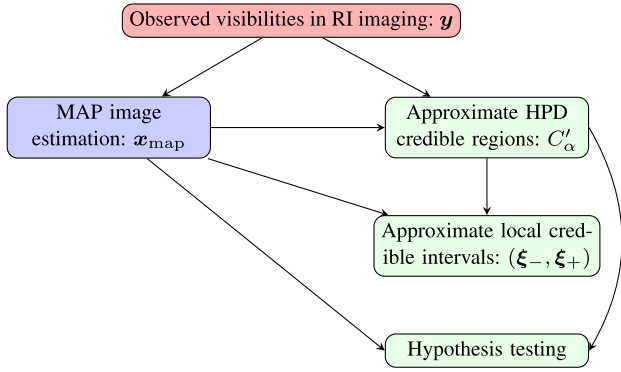 Observed visibilities in RI imaging: y
MAP image
estimation: x_map
Approximate HPD
credible regions: C′_α
Approximate local cred-
ible intervals: (ξ₋, ξ₊)
Hypothesis testing